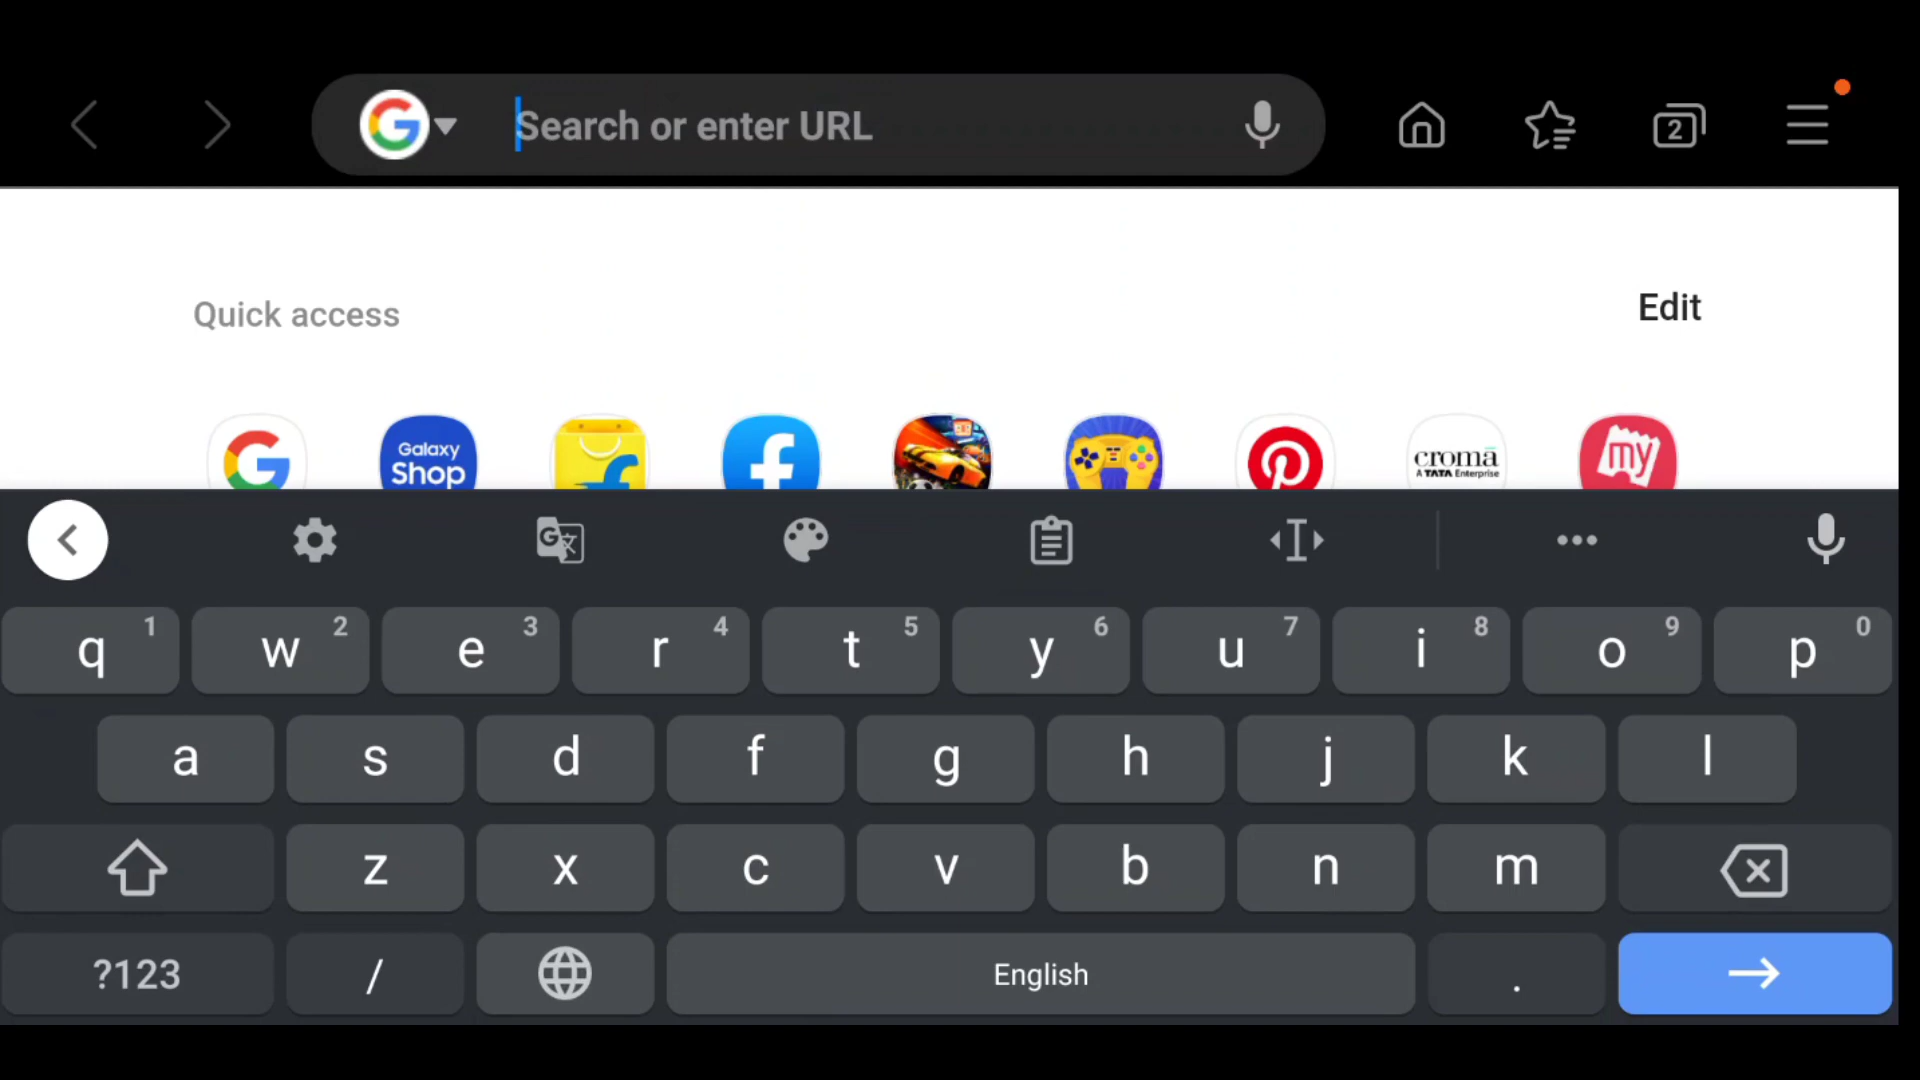 Search or enter URL
2
Quick access
Edit
Galaxy
Shop
croma
A TATA Enterprise
my
q 1 w 2 e 3 r 4 t 5 y 6 u 7 i 8 o 9 p 0
a s d f g h j k l
z x c v b n m
?123 / English .